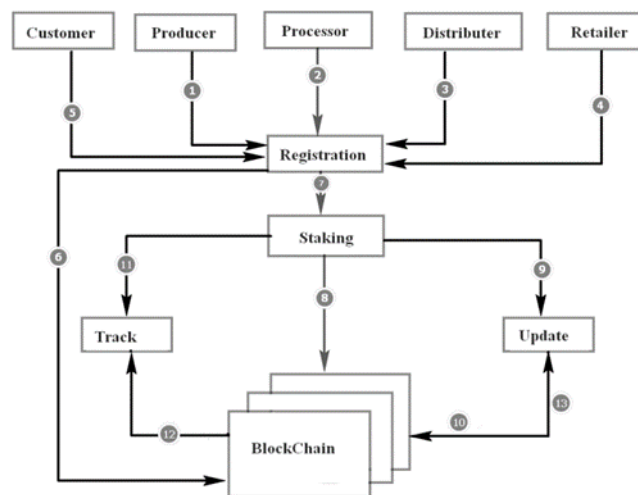 Customer
Producer
Processor
Distributer
Retailer
5
1
2
3
4
Registration
7
6
Staking
11
9
8
Track
Update
12
10
13
BlockChain